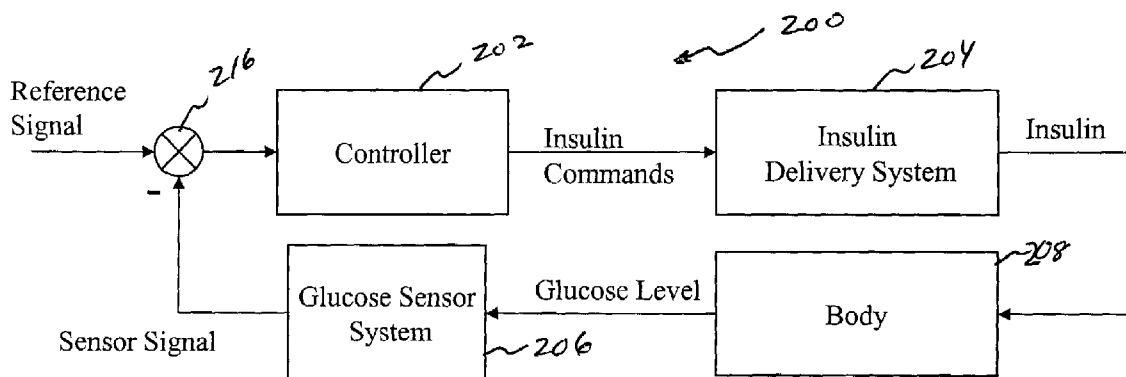 200
202
204
216
Reference
Signal
Controller
Insulin
Commands
Insulin
Delivery System
Insulin
-
208
Glucose Sensor
System
Glucose Level
Body
Sensor Signal
206